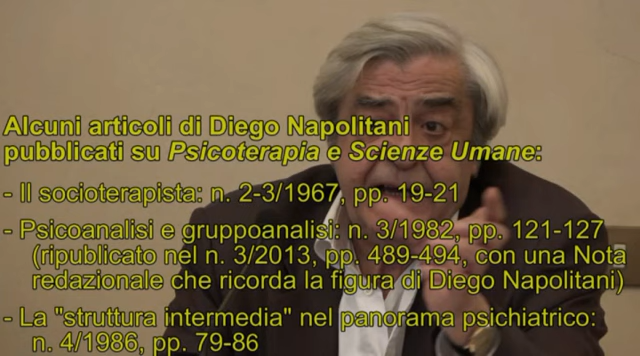 Alcuni articoli di Diego Napolitani
pubblicati su Psicoterapia e Scienze Umane:
- Il socioterapista: n. 2-3/1967, pp. 19-21
- Psicoanalisi e gruppoanalisi: n. 3/1982, pp. 121-127
(ripublicato nel n. 3/2013, pp. 489-494, con una Nota
redazionale che ricorda la figura di Diego Napolitani)
- La "struttura intermedia" nel panorama psichiatrico:
n. 4/1986, pp. 79-86